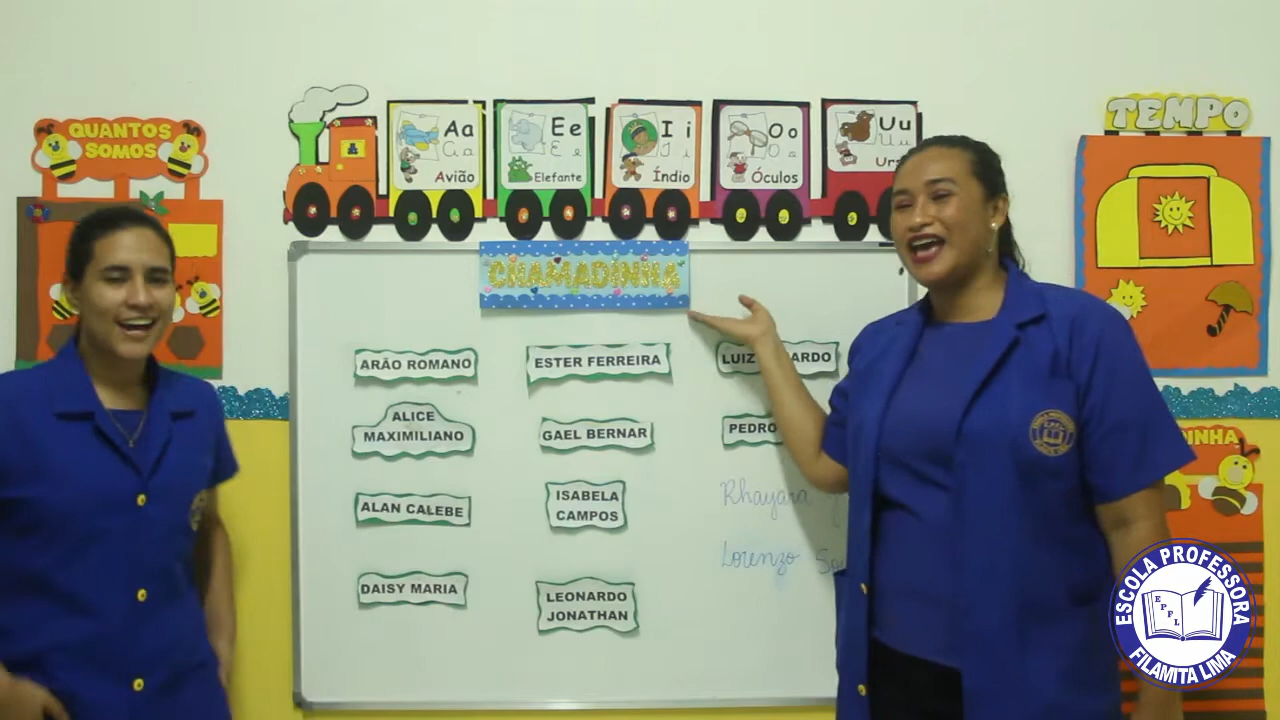 QUANTOS
SOMOS
Aa
Avião
Ee
Elefante
I i
Índio
Oo
Óculos
Uu
TEMPO
CHAMADINHA
ARÃO ROMANO
ESTER FERREIRA
ALICE
MAXIMILIANO
GAEL BERNAR
ALAN CALEBE
ISABELA
CAMPOS
DAISY MARIA
LEONARDO
JONATHAN
PEDRO
Rhayara
Lorenzo
ESCOLA PROFESSORA
EPFL
FILAMITA LIMA